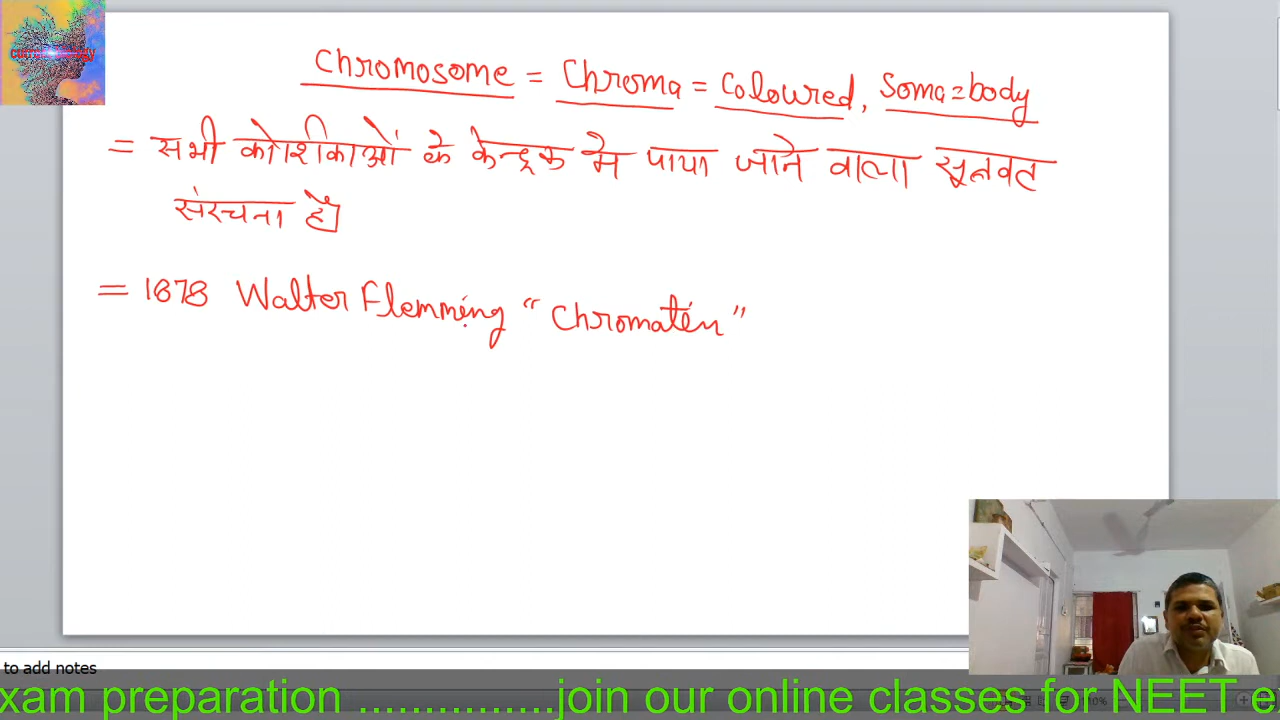 Chromosome = Chroma = Coloured, Soma = body
= सभी कोशीकाओं के केन्द्रक मे पाया जाने वाला सूतवत
संरचना है।
= 1878 Walter Flemming "Chromatin"
to add notes
xam preparation ...............join our online classes for NEET e